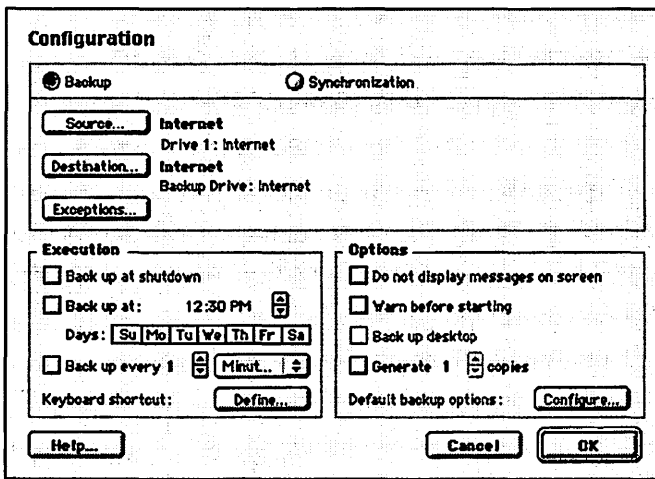 Configuration
Backup Synchronization
Source... Internet
Drive 1: Internet
Destination... Internet
Backup Drive: Internet
Exceptions...
Execution
Back up at shutdown
Back up at: 12:30 PM
Days: Su Mo Tu We Th Fr Sa
Back up every 1 Minut...
Keyboard shortcut: Define...
Options
Do not display messages on screen
Warn before starting
Back up desktop
Generate 1 copies
Default backup options: Configure...
Help... Cancel OK